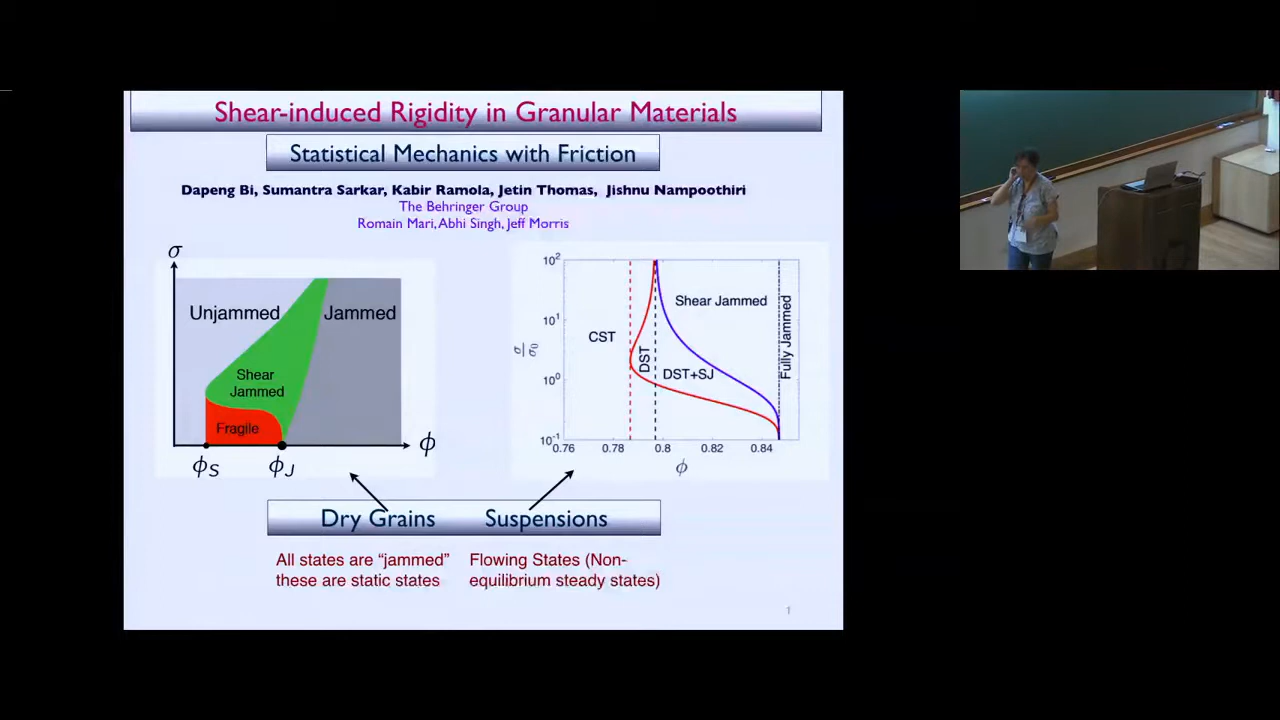 Shear-induced Rigidity in Granular Materials
Statistical Mechanics with Friction
Dapeng Bi, Sumantra Sarkar, Kabir Ramola, Jetin Thomas, Jishnu Nampoothiri
The Behringer Group
Romain Mari, Abhi Singh, Jeff Morris
σ
Unjammed
Jammed
Shear
Jammed
Fragile
ϕS
ϕJ
ϕ
10²
10¹
10⁰
10⁻¹
σ/σ₀
CST
DST
Shear Jammed
DST+SJ
Fully Jammed
0.76 0.78 0.8 0.82 0.84
ϕ
Dry Grains Suspensions
All states are “jammed”
these are static states
Flowing States (Non-
equilibrium steady states)
1